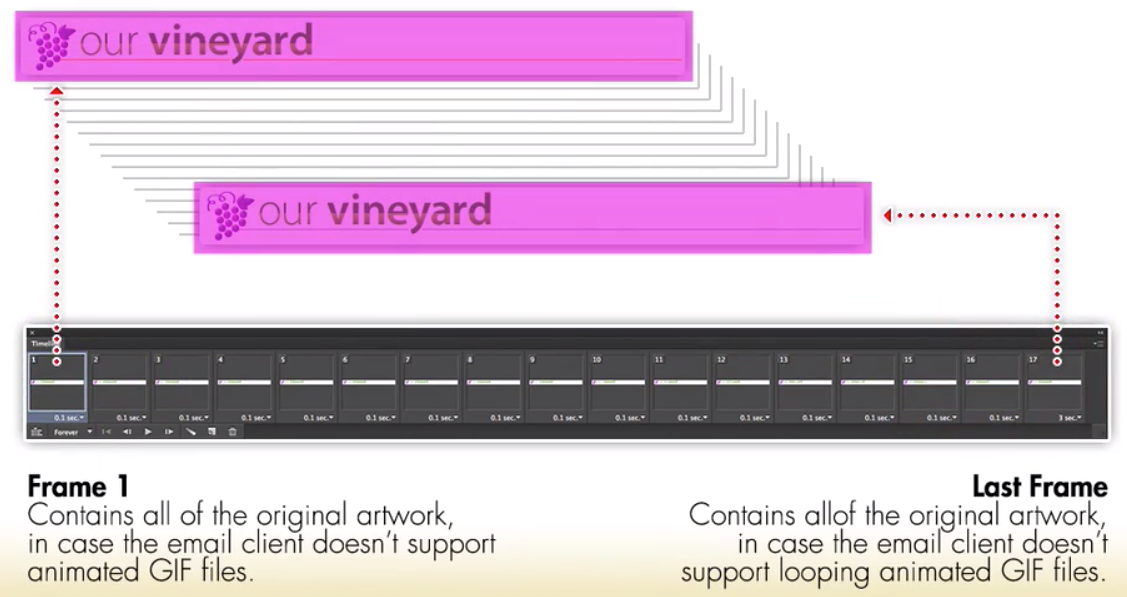 our vineyard
our vineyard
Timeli
1 2 3 4 5 6 7 8 9 10 11 12 13 14 15 16 17
0.1 sec. 0.1 sec. 0.1 sec. 0.1 sec. 0.1 sec. 0.1 sec. 0.1 sec. 0.1 sec. 0.1 sec. 0.1 sec. 0.1 sec. 0.1 sec. 0.1 sec. 0.1 sec. 0.1 sec. 0.1 sec. 3 sec.
Forever
Frame 1
Contains all of the original artwork,
in case the email client doesn't support
animated GIF files.
Last Frame
Contains allof the original artwork,
in case the email client doesn't
support looping animated GIF files.